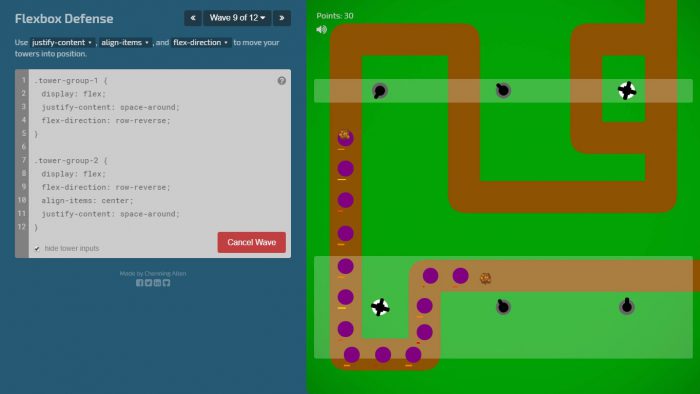 Flexbox Defense
« Wave 9 of 12 ▾ »
Use justify-content ▾ , align-items ▾ , and flex-direction ▾ to move your
towers into position.
1 .tower-group-1 {
2 display: flex;
3 justify-content: space-around;
4 flex-direction: row-reverse;
5 }
6
7 .tower-group-2 {
8 display: flex;
9 flex-direction: row-reverse;
10 align-items: center;
11 justify-content: space-around;
12 }
hide tower inputs
Cancel Wave
Made by Channing Allen
Points: 30